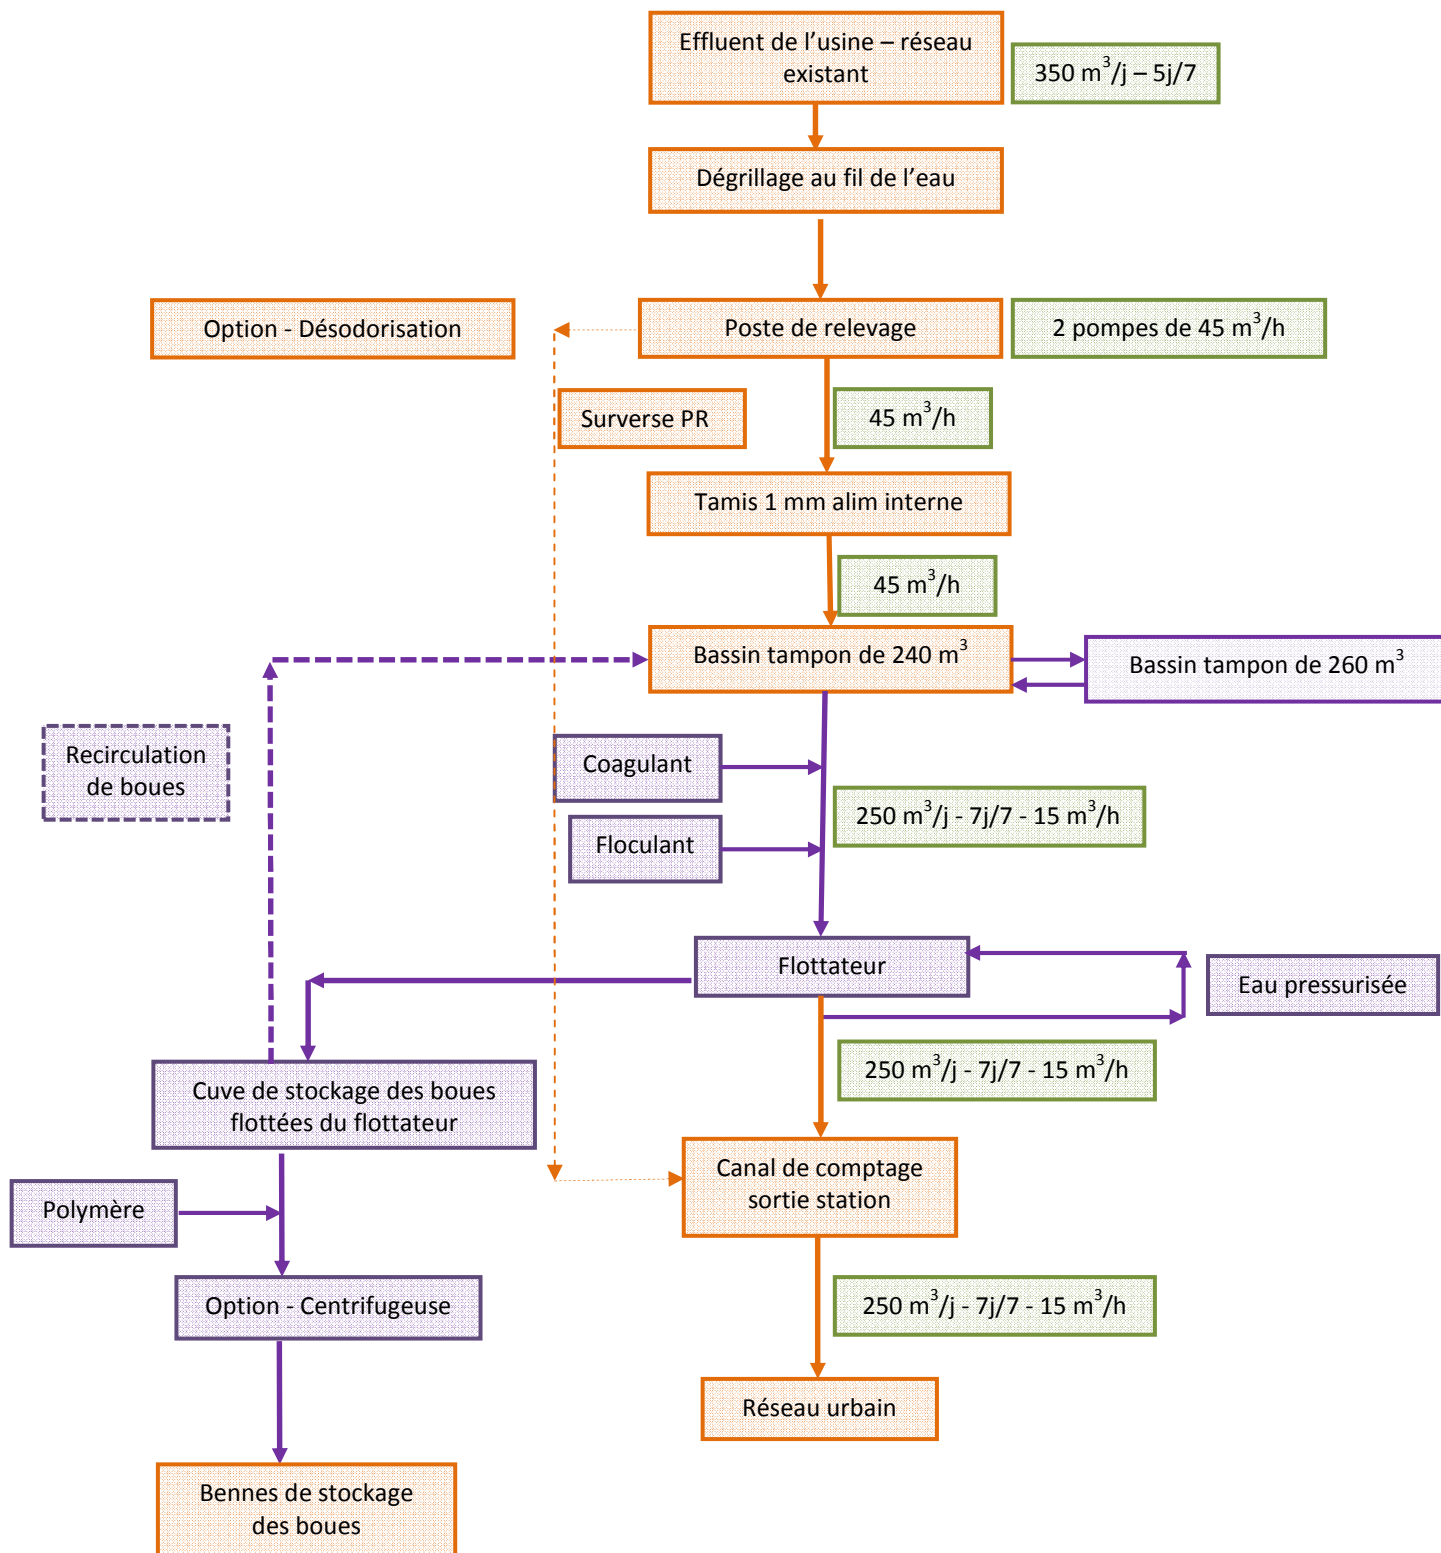 Effluent de l’usine – réseau
existant
350 m³/j – 5j/7
Dégrillage au fil de l’eau
Option - Désodorisation
Poste de relevage
2 pompes de 45 m³/h
Surverse PR
45 m³/h
Tamis 1 mm alim interne
45 m³/h
Bassin tampon de 240 m³
Bassin tampon de 260 m³
Recirculation
de boues
Coagulant
250 m³/j - 7j/7 - 15 m³/h
Floculant
Flottateur
Eau pressurisée
250 m³/j - 7j/7 - 15 m³/h
Cuve de stockage des boues
flottées du flottateur
Canal de comptage
sortie station
Polymère
Option - Centrifugeuse
250 m³/j - 7j/7 - 15 m³/h
Réseau urbain
Bennes de stockage
des boues